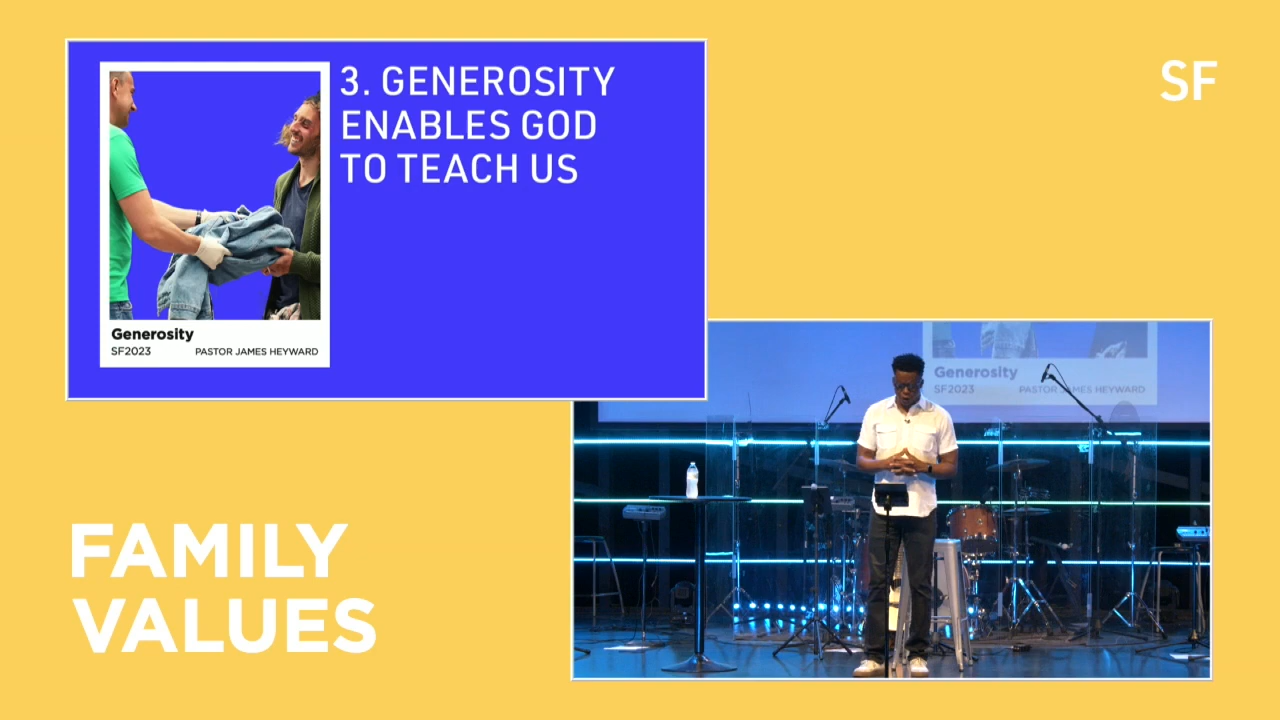 3. GENEROSITY
ENABLES GOD
TO TEACH US
Generosity
SF2023 PASTOR JAMES HEYWARD
SF
Generosity
SF2023 PASTOR JAMES HEYWARD
FAMILY
VALUES